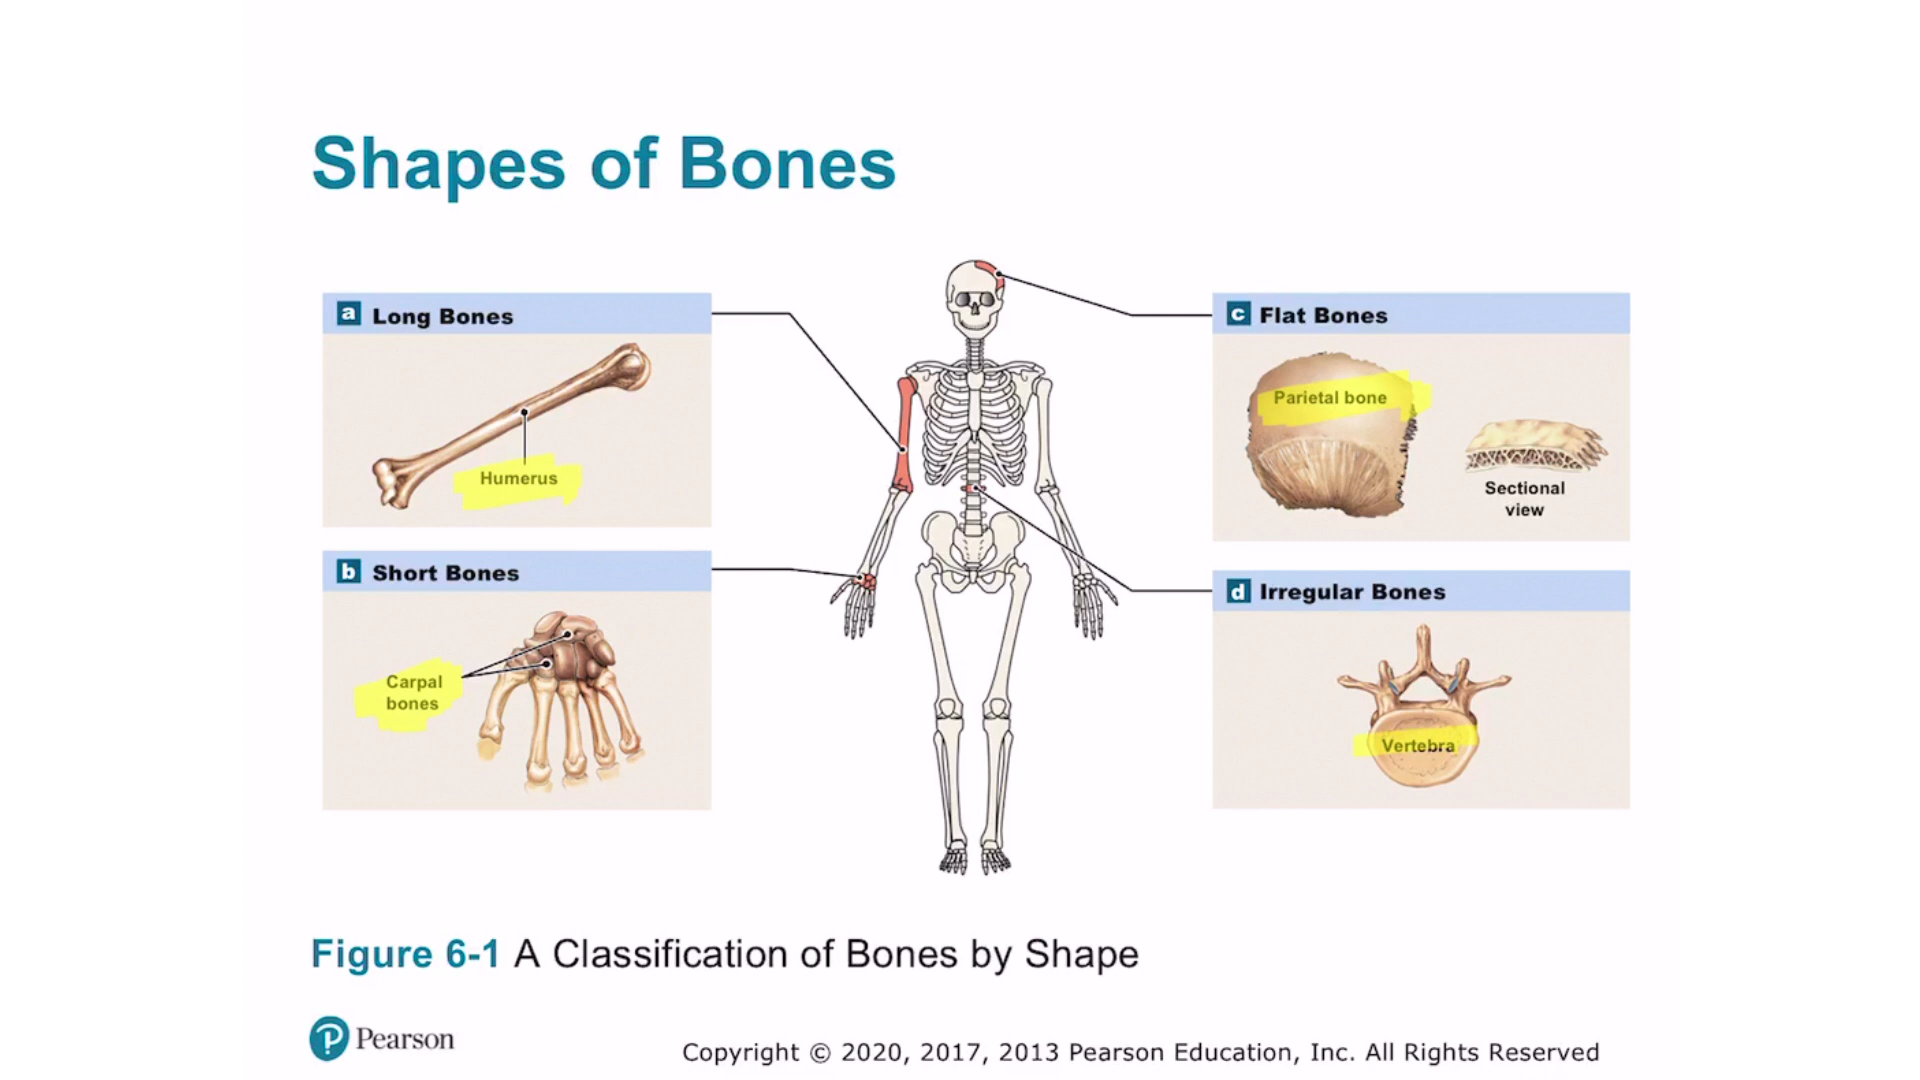 Shapes of Bones
a Long Bones
Humerus
b Short Bones
Carpal
bones
c Flat Bones
Parietal bone
Sectional
view
d Irregular Bones
Vertebra
Figure 6-1 A Classification of Bones by Shape
P Pearson
Copyright © 2020, 2017, 2013 Pearson Education, Inc. All Rights Reserved